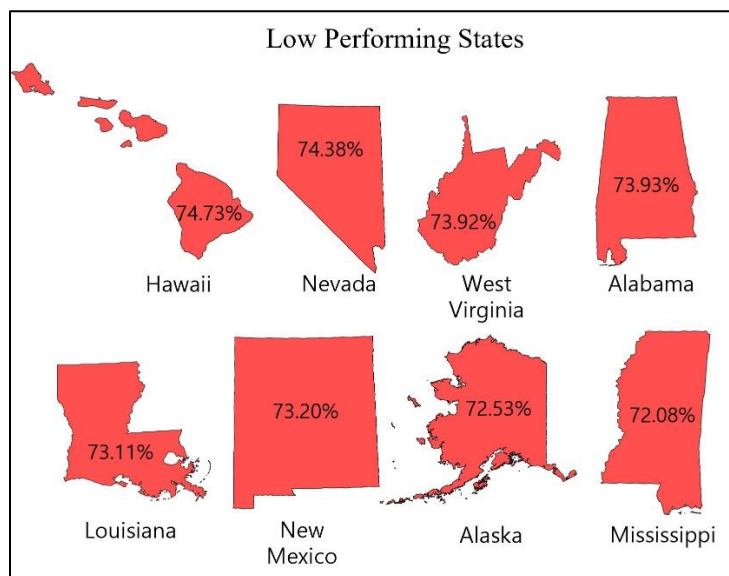 Low Performing States
74.73%
Hawaii
74.38%
Nevada
73.92%
West
Virginia
73.93%
Alabama
73.11%
Louisiana
73.20%
New
Mexico
72.53%
Alaska
72.08%
Mississippi